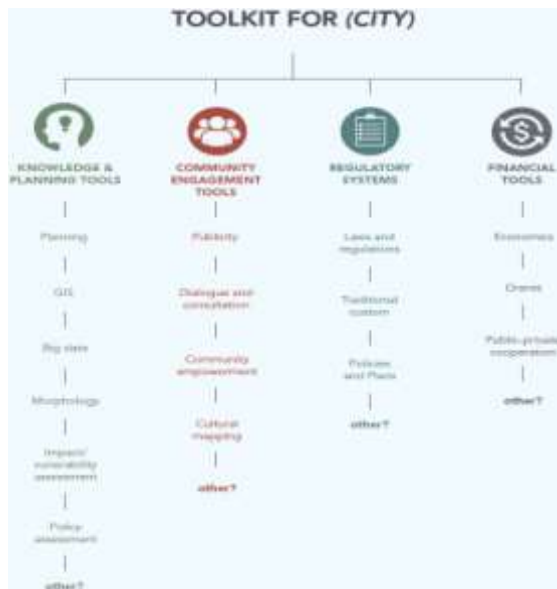 TOOLKIT FOR (CITY)
KNOWLEDGE &
PLANNING TOOLS
Planning
GIS
Big data
Morphology
Impact/
vulnerability
assessment
Policy
assessment
other?
COMMUNITY
ENGAGEMENT
TOOLS
Publicity
Dialogue and
consultation
Community
empowerment
Cultural
mapping
other?
REGULATORY
SYSTEMS
Laws and
regulations
Traditional
custom
Policies
and Plans
other?
FINANCIAL
TOOLS
Economics
Grants
Public-private
cooperation
other?